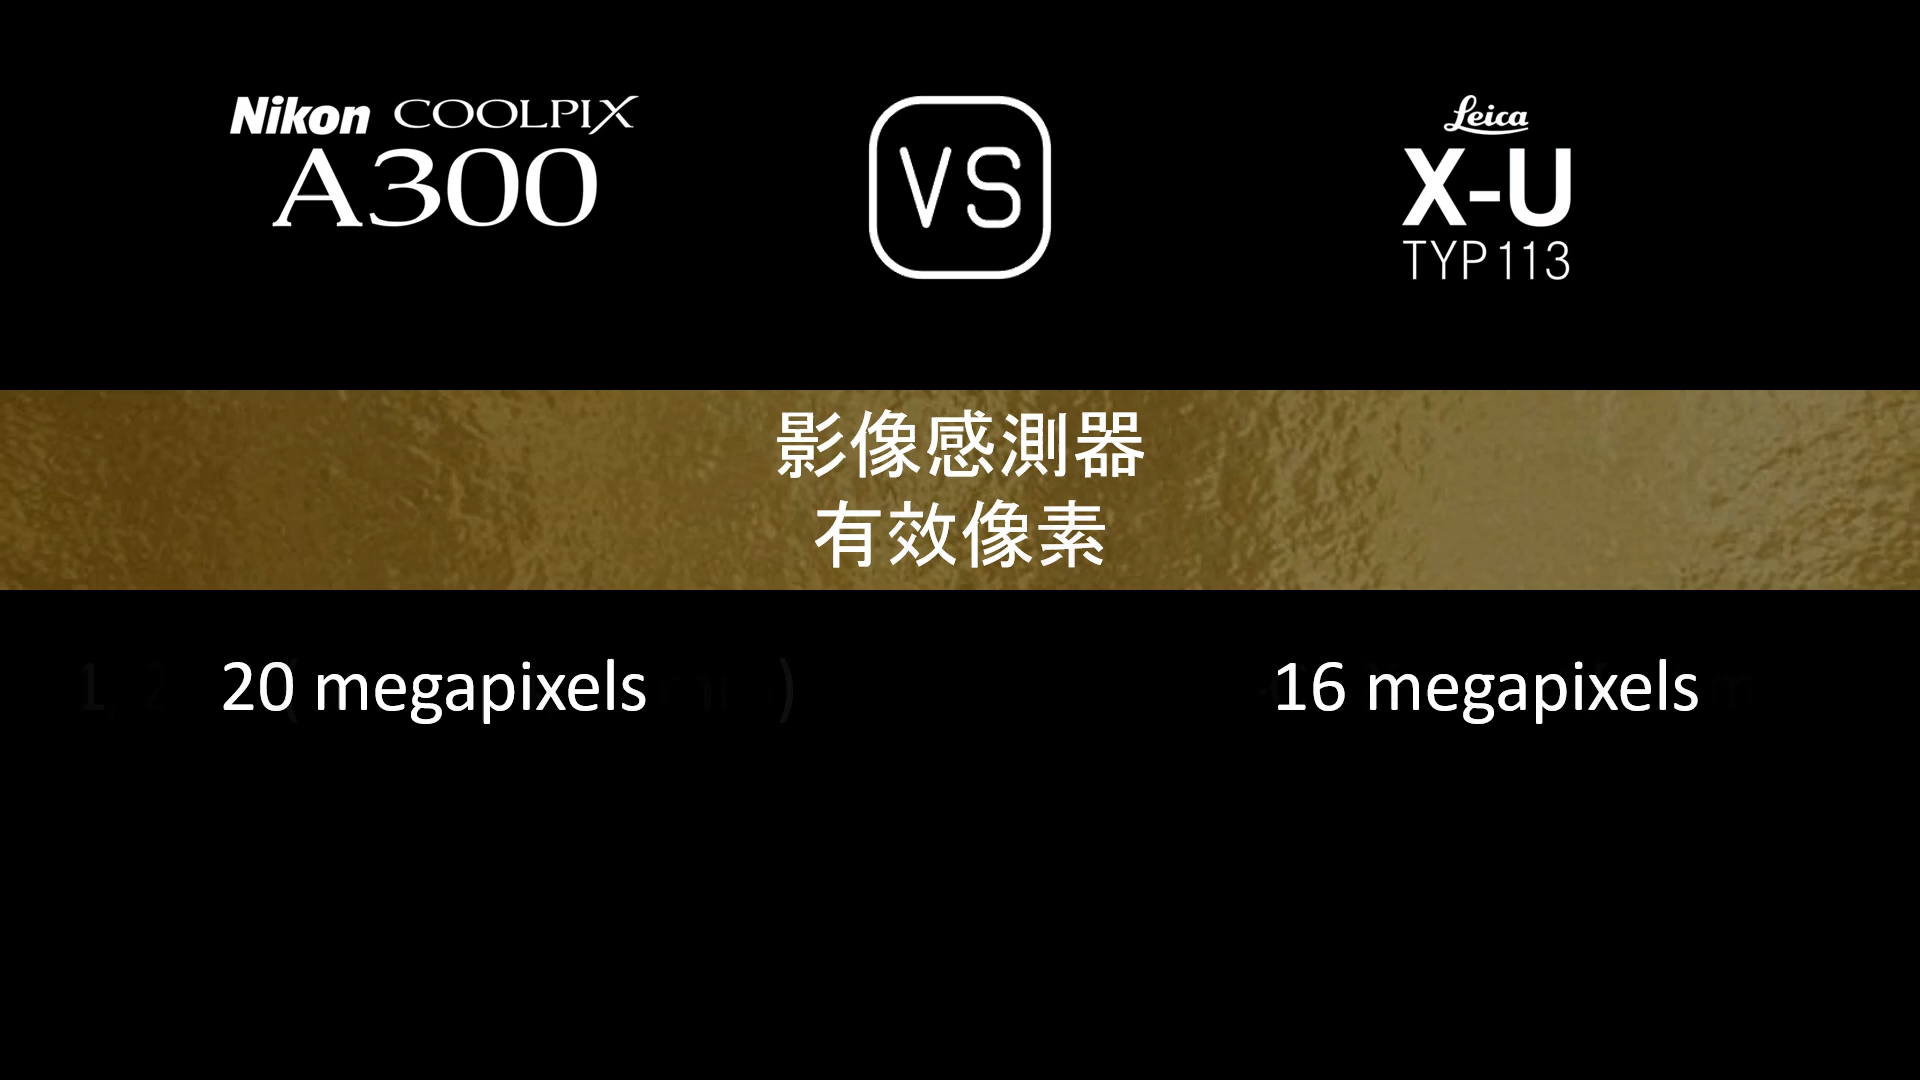 Nikon COOLPIX
A300
VS
Leica
X-U
TYP 113
影像感測器
有效像素
20 megapixels
16 megapixels